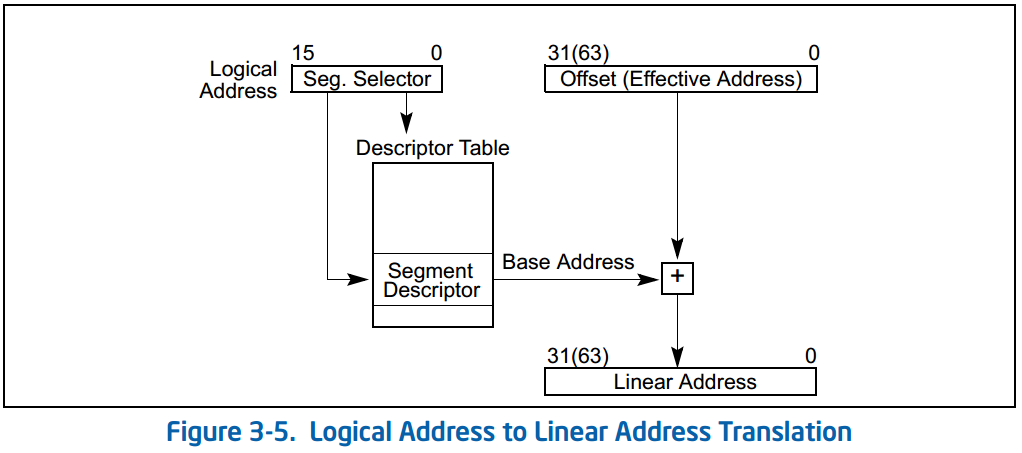 15 0
31(63) 0
Logical
Address
Seg. Selector
Offset (Effective Address)
Descriptor Table
Segment
Descriptor
Base Address
+
31(63) 0
Linear Address
Figure 3-5. Logical Address to Linear Address Translation